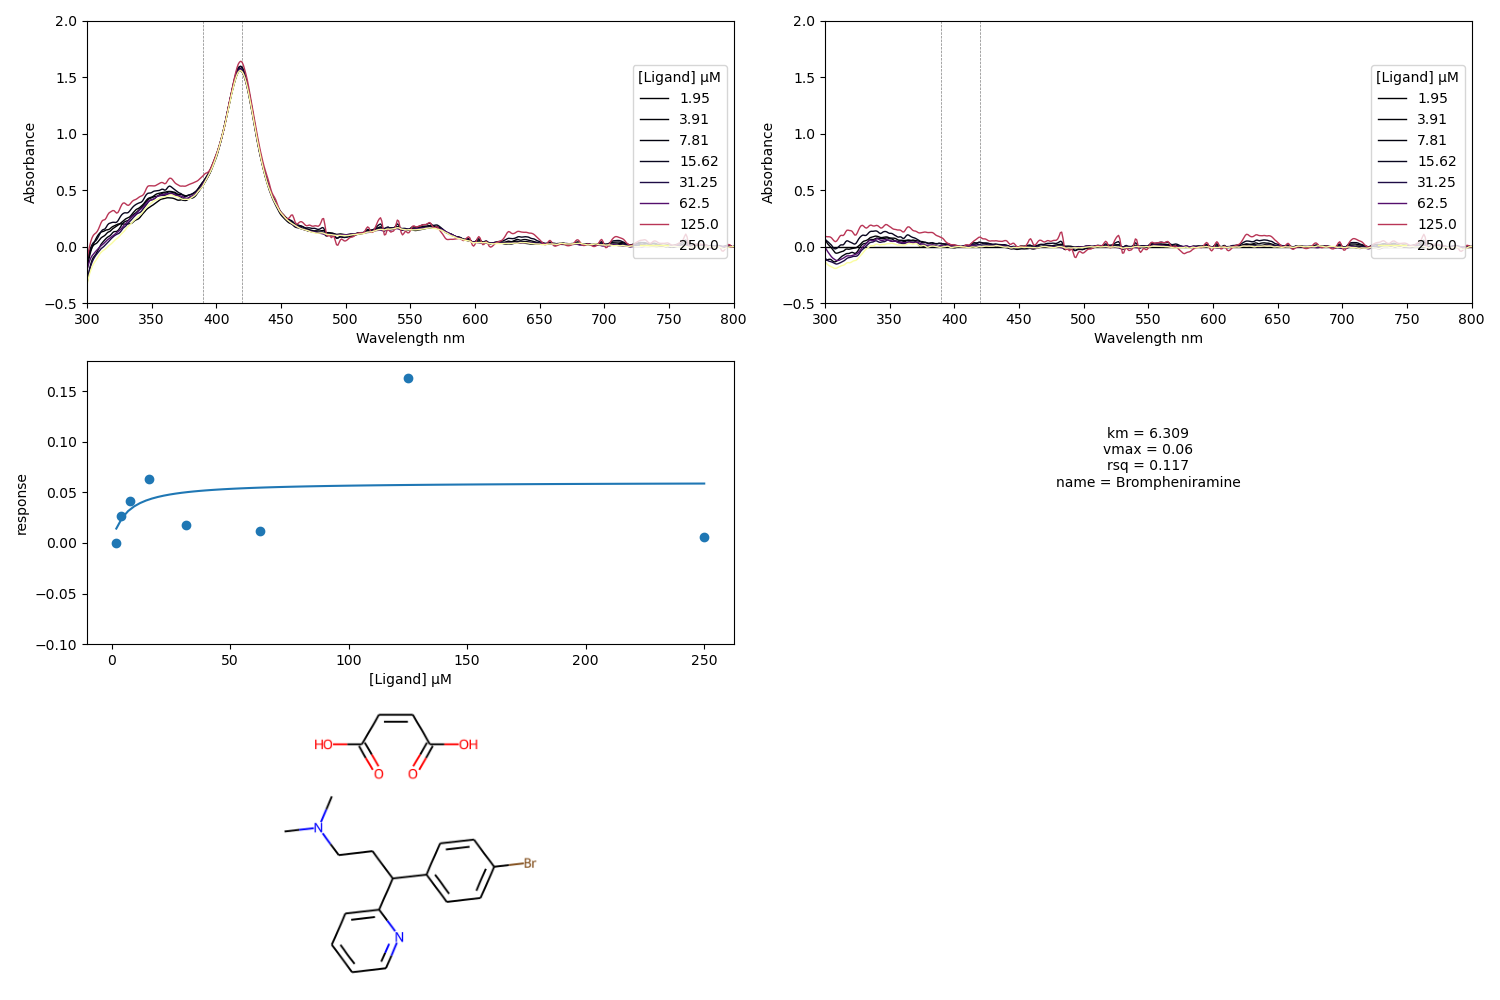 2.0
1.5
1.0
0.5
0.0
−0.5
Absorbance
300 350 400 450 500 550 600 650 700 750 800
Wavelength nm
[Ligand] μM
1.95
3.91
7.81
15.62
31.25
62.5
125.0
250.0
2.0
1.5
1.0
0.5
0.0
−0.5
Absorbance
300 350 400 450 500 550 600 650 700 750 800
Wavelength nm
[Ligand] μM
1.95
3.91
7.81
15.62
31.25
62.5
125.0
250.0
0.15
0.10
0.05
0.00
−0.05
−0.10
response
0 50 100 150 200 250
[Ligand] μM
km = 6.309
vmax = 0.06
rsq = 0.117
name = Brompheniramine
HO OH
O O
N
Br
N